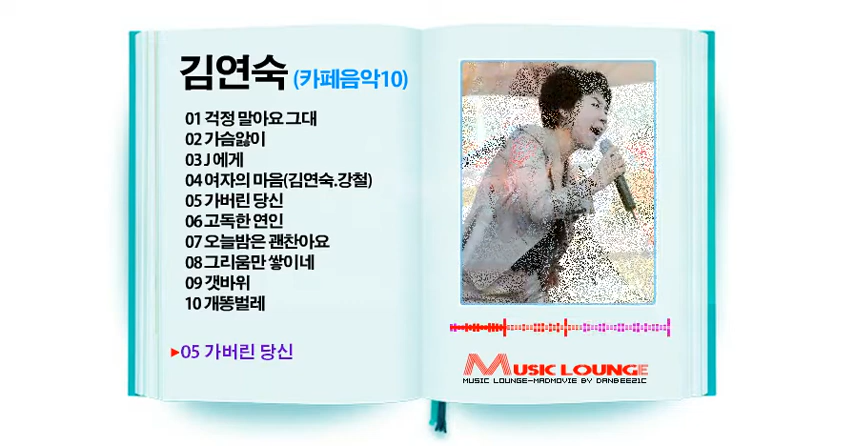 김연숙 (카페음악10)
01 걱정 말아요 그대
02 가슴앓이
03 J 에게
04 여자의 마음(김연숙.강철)
05 가버린 당신
06 고독한 연인
07 오늘밤은 괜찬아요
08 그리움만 쌓이네
09 갯바위
10 개똥벌레
▶05 가버린 당신
MUSIC LOUNGE
MUSIC LOUNGE-MADMOVIE BY DANBEE21C